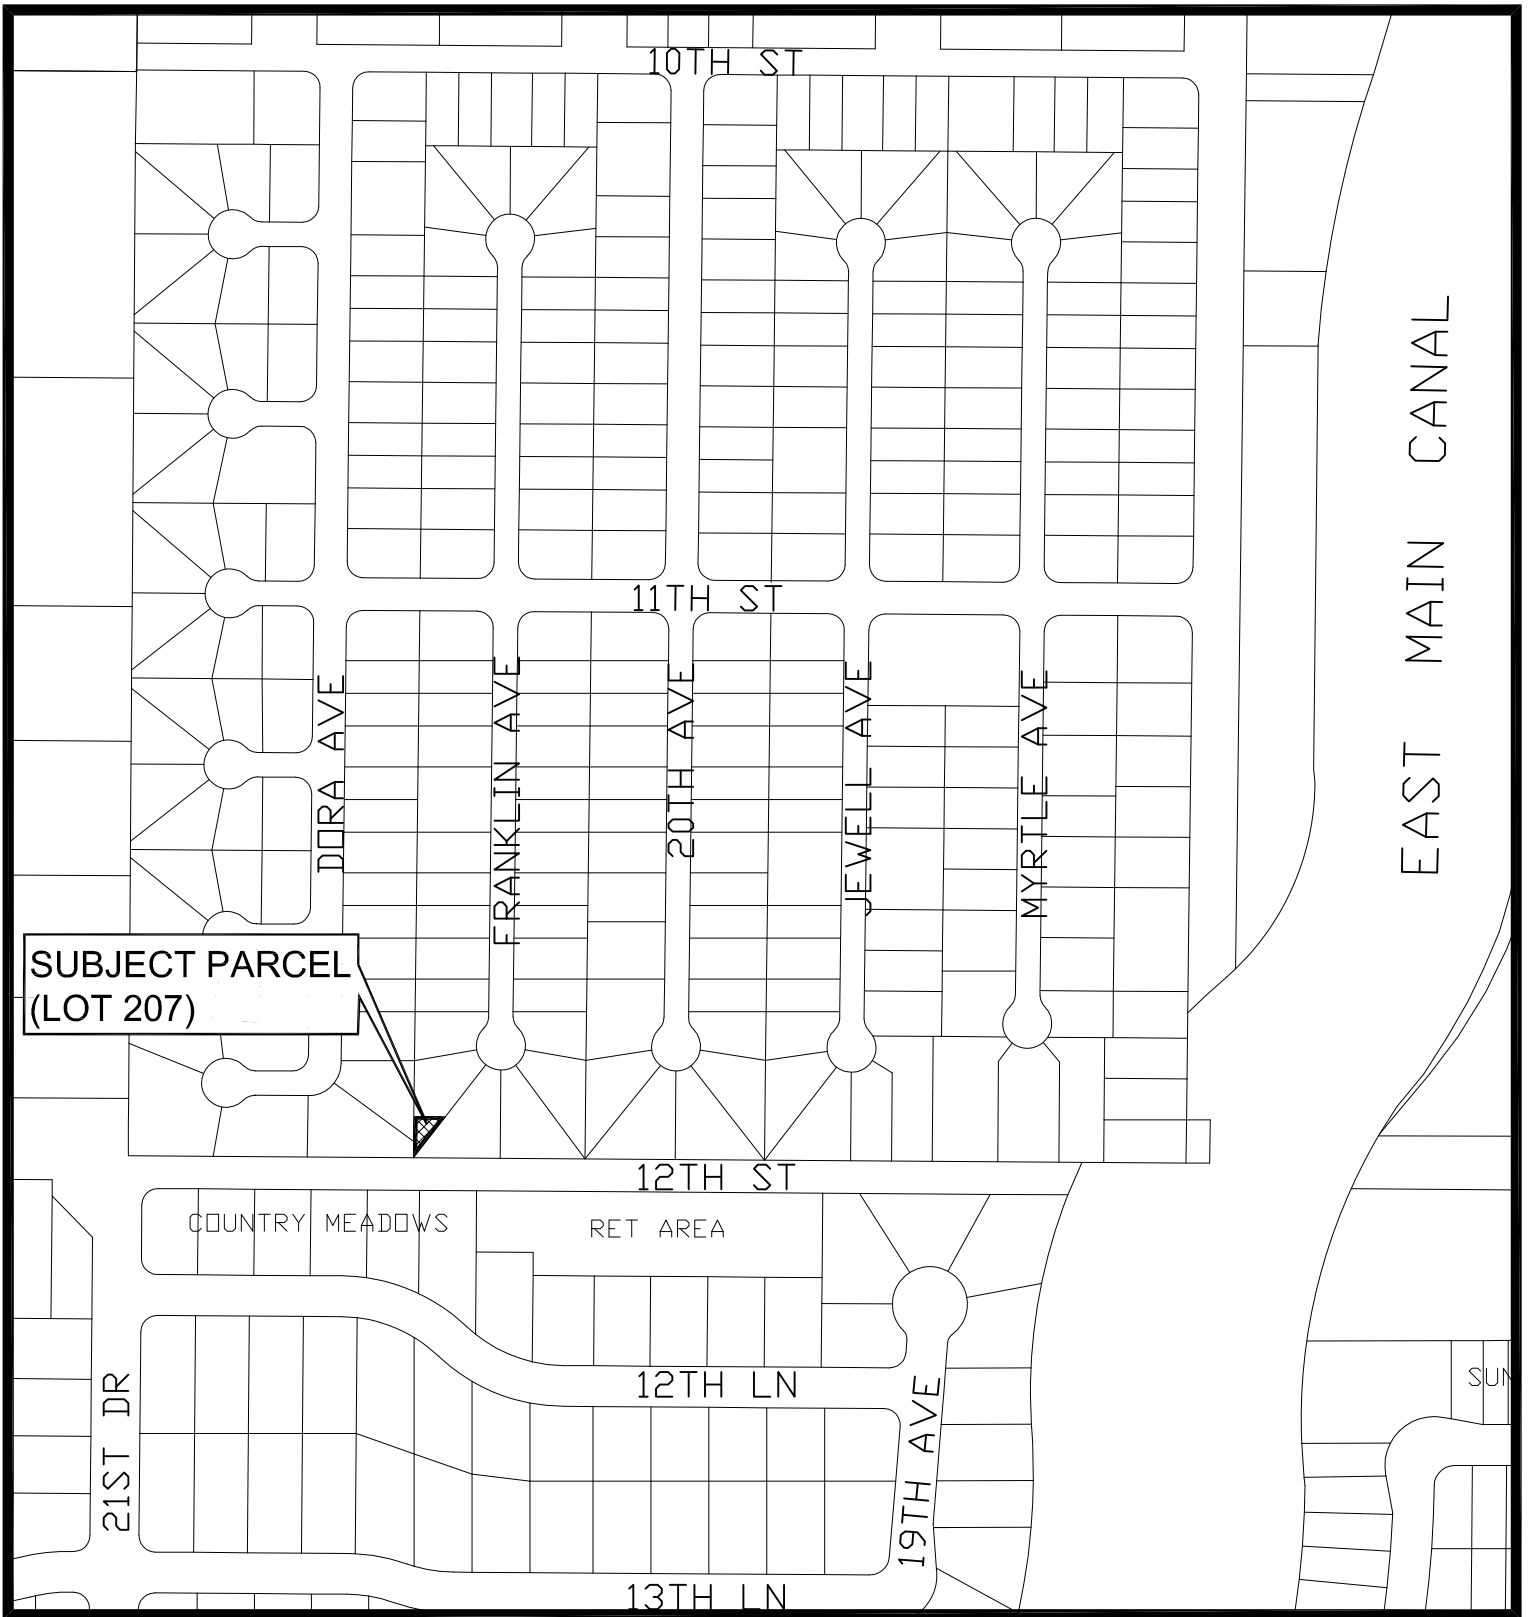 10TH ST
EAST MAIN CANAL
11TH ST
DORA AVE
FRANKLIN AVE
20TH AVE
JEWELL AVE
MYRTLE AVE
SUBJECT PARCEL
(LOT 207)
12TH ST
COUNTRY MEADOWS
RET AREA
12TH LN
21ST DR
19TH AVE
SUN
13TH LN